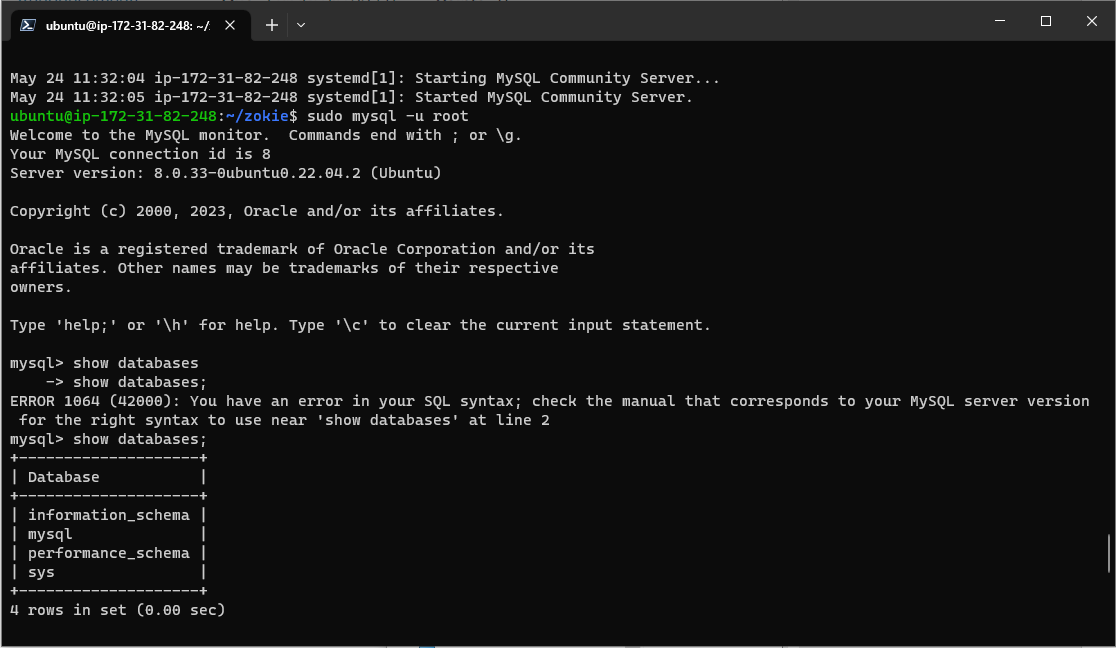 ubuntu@ip-172-31-82-248: ~/.
May 24 11:32:04 ip-172-31-82-248 systemd[1]: Starting MySQL Community Server...
May 24 11:32:05 ip-172-31-82-248 systemd[1]: Started MySQL Community Server.
ubuntu@ip-172-31-82-248:~/zokie$ sudo mysql -u root
Welcome to the MySQL monitor.  Commands end with ; or \g.
Your MySQL connection id is 8
Server version: 8.0.33-0ubuntu0.22.04.2 (Ubuntu)
Copyright (c) 2000, 2023, Oracle and/or its affiliates.
Oracle is a registered trademark of Oracle Corporation and/or its
affiliates. Other names may be trademarks of their respective
owners.
Type 'help;' or '\h' for help. Type '\c' to clear the current input statement.
mysql> show databases
    -> show databases;
ERROR 1064 (42000): You have an error in your SQL syntax; check the manual that corresponds to your MySQL server version
 for the right syntax to use near 'show databases' at line 2
mysql> show databases;
+--------------------+
| Database           |
+--------------------+
| information_schema |
| mysql              |
| performance_schema |
| sys                |
+--------------------+
4 rows in set (0.00 sec)